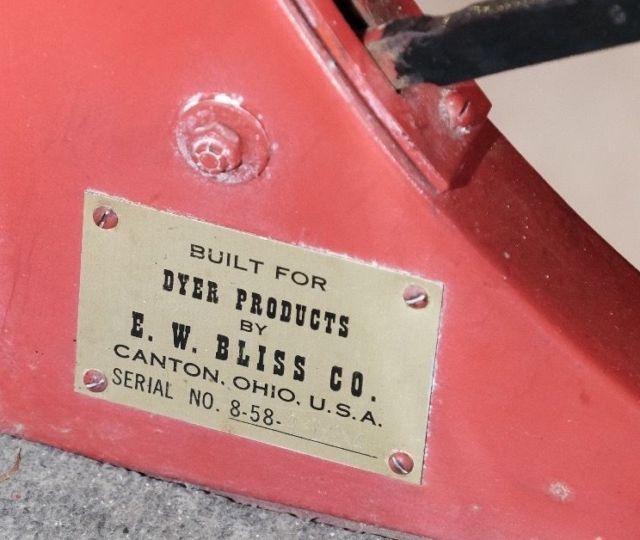 BUILT FOR
DYER PRODUCTS
BY
E. W. BLISS CO.
CANTON, OHIO, U.S.A.
SERIAL NO. 8-58-